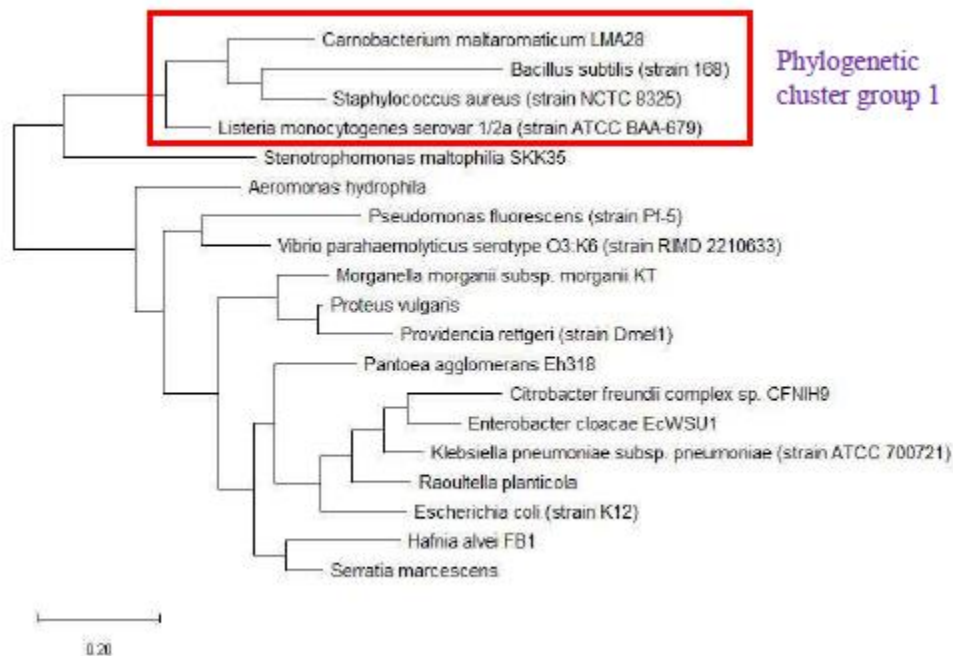 Carnobacterium maltaromaticum LMA28
Bacillus subtilis (strain 168)
Staphylococcus aureus (strain NCTC 8325)
Listeria monocytogenes serovar 1/2a (strain ATCC BAA-679)
Phylogenetic
cluster group 1
Stenotrophomonas maltophilia SKK35
Aeromonas hydrophila
Pseudomonas fluorescens (strain Pf-5)
Vibrio parahaemolyticus serotype O3:K6 (strain RIMD 2210633)
Morganella morganii subsp. morganii KT
Proteus vulgaris
Providencia rettgeri (strain Dmel1)
Pantoea agglomerans Eh318
Citrobacter freundii complex sp. CFNIH9
Enterobacter cloacae EcWSU1
Klebsiella pneumoniae subsp. pneumoniae (strain ATCC 700721)
Raoultella planticola
Escherichia coli (strain K12)
Hafnia alvei FB1
Serratia marcescens
0.20